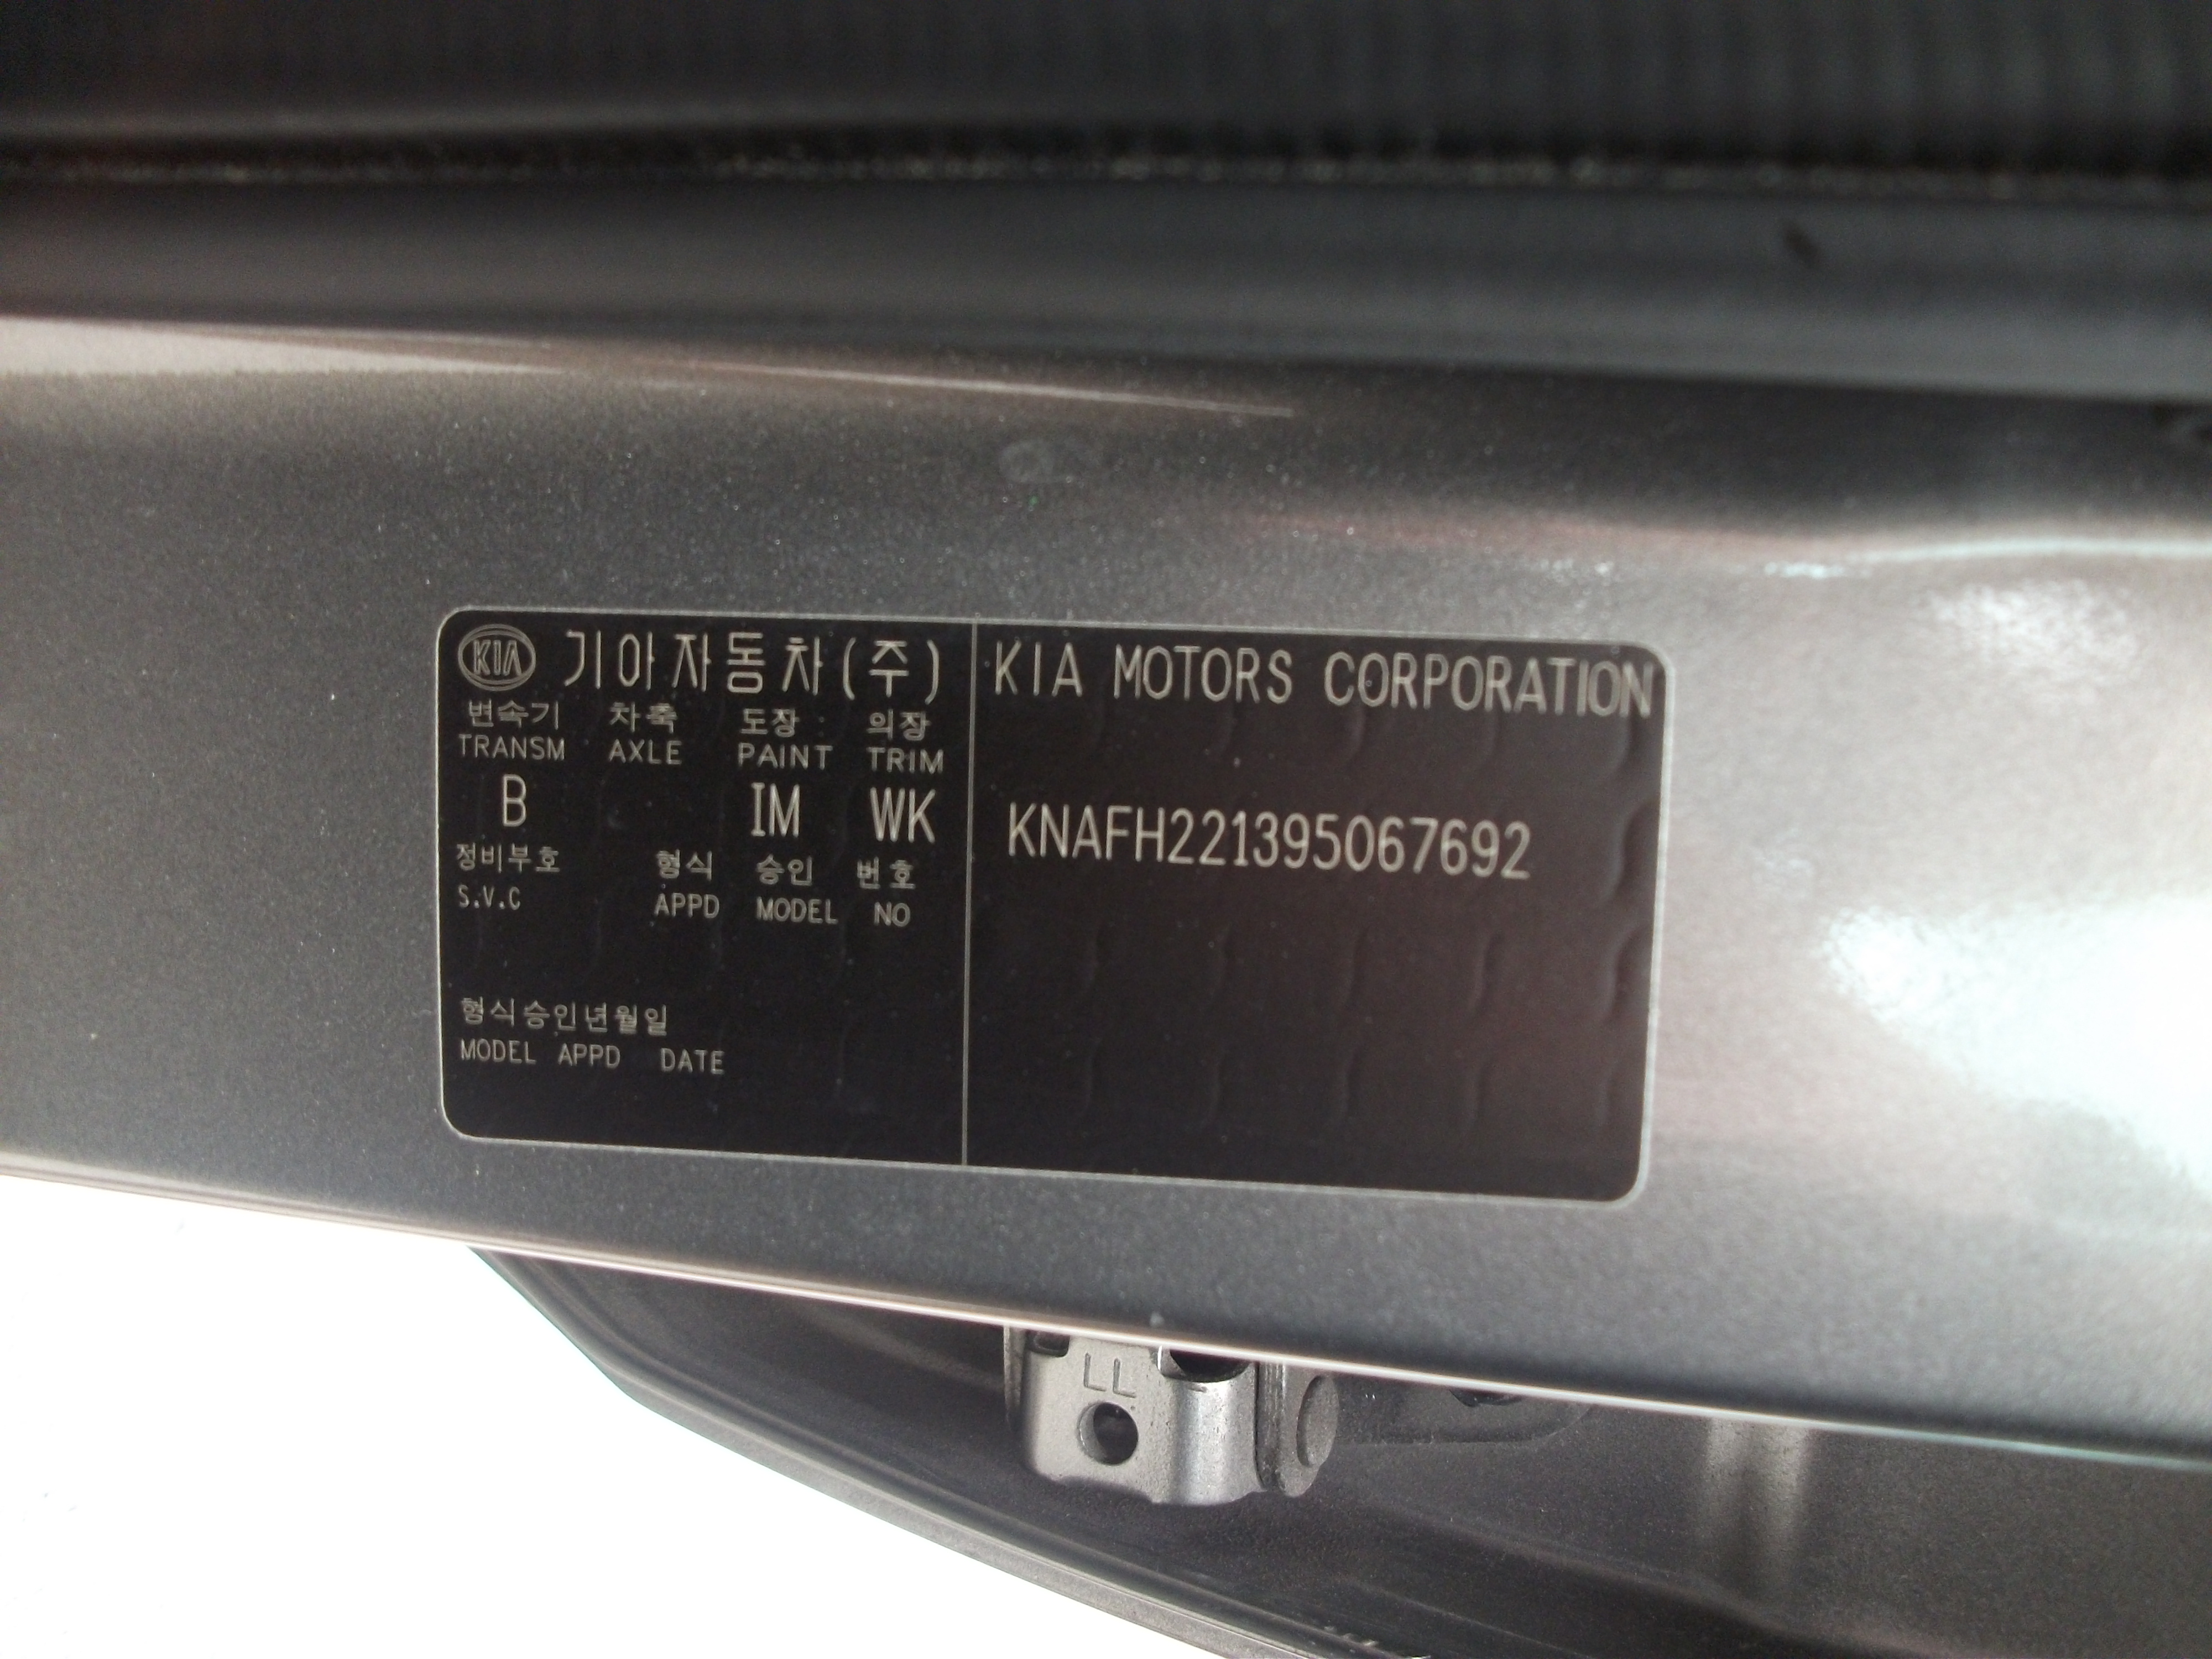 KIA 기아자동차(주)
변속기 차축 도장 의장
TRANSM AXLE PAINT TRIM
B IM WK
정비부호 형식 승인 번호
S.V.C APPD MODEL NO
형식승인년월일
MODEL APPD DATE
KIA MOTORS CORPORATION
KNAFH221395067692
LL